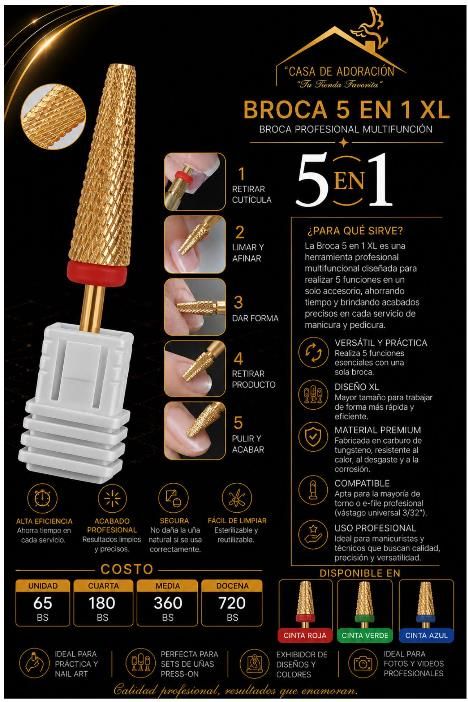 "CASA DE ADORACIÓN"
"Tu Tienda Favorita"
BROCA 5 EN 1 XL
BROCA PROFESIONAL MULTIFUNCIÓN
5 EN 1
1
RETIRAR
CUTÍCULA
2
LIMAR Y
AFINAR
3
DAR FORMA
4
RETIRAR
PRODUCTO
5
PULIR Y
ACABAR
¿PARA QUÉ SIRVE?
La Broca 5 en 1 XL es una
herramienta profesional
multifuncional diseñada para
realizar 5 funciones en un
solo accesorio, ahorrando
tiempo y brindando acabados
precisos en cada servicio de
manicura y pedicura.
VERSÁTIL Y PRÁCTICA
Realiza 5 funciones
esenciales con una
sola broca.
DISEÑO XL
Mayor tamaño para trabajar
de forma más rápida y
eficiente.
MATERIAL PREMIUM
Fabricada en carburo de
tungsteno, resistente al
calor, al desgaste y a la
corrosión.
COMPATIBLE
Apta para la mayoría de
torno o e-file profesional
(vástago universal 3/32").
USO PROFESIONAL
Ideal para manicuristas y
técnicos que buscan calidad,
precisión y versatilidad.
ALTA EFICIENCIA
Ahorra tiempo en
cada servicio.
ACABADO
PROFESIONAL
Resultados limpios
y precisos.
SEGURA
No daña la uña
natural si se usa
correctamente.
FÁCIL DE LIMPIAR
Esterilizable y
reutilizable.
COSTO
UNIDAD
65
BS
CUARTA
180
BS
MEDIA
360
BS
DOCENA
720
BS
DISPONIBLE EN
CINTA ROJA
CINTA VERDE
CINTA AZUL
IDEAL PARA
PRÁCTICA Y
NAIL ART
PERFECTA PARA
SETS DE UÑAS
PRESS-ON
EXHIBIDOR DE
DISEÑOS Y
COLORES
IDEAL PARA
FOTOS Y VIDEOS
PROFESIONALES
Calidad profesional, resultados que enamoran.